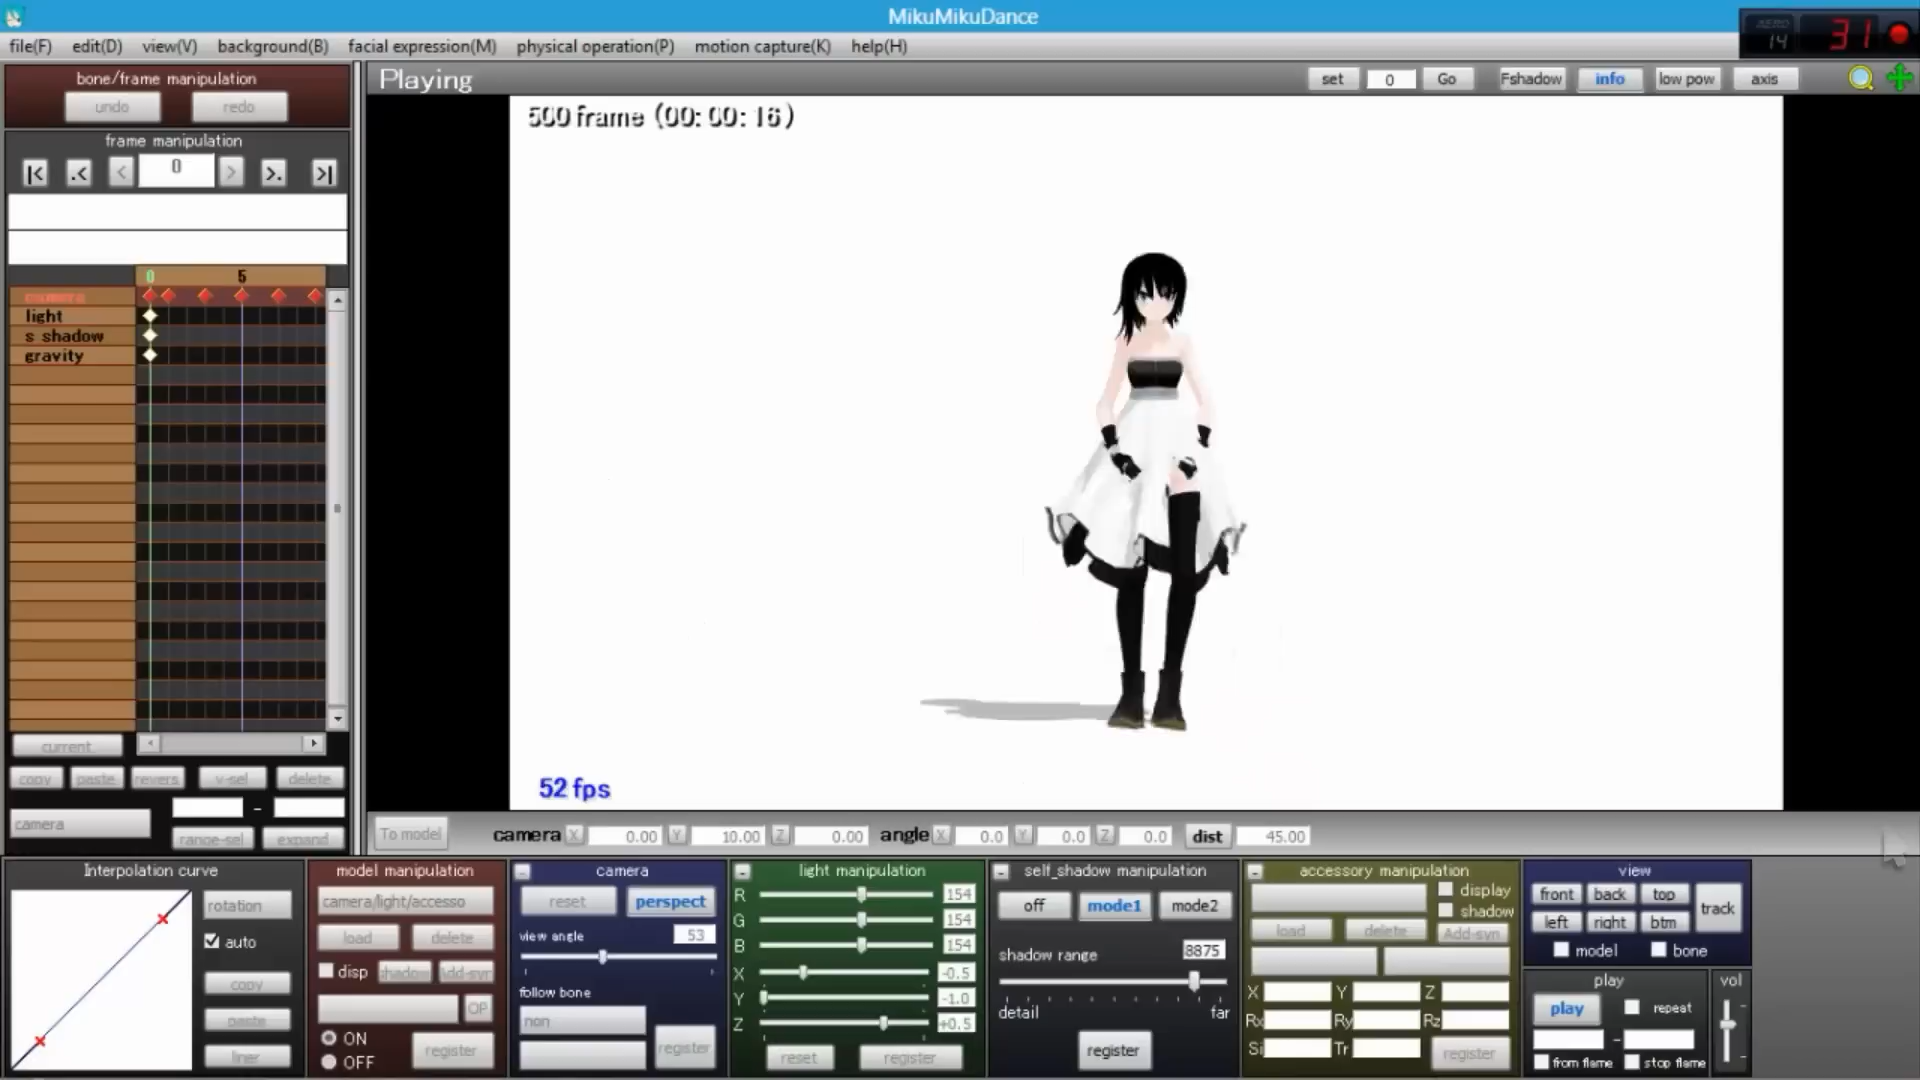 MikuMikuDance
file(F) edit(D) view(V) background(B) facial expression(M) physical operation(P) motion capture(K) help(H)
14 31
bone/frame manipulation
undo redo
Playing
set 0 Go Fshadow info low pow axis
frame manipulation
|< .< < 0 > >. >|
500 frame (00:00:16)
0 5
camera
light
s shadow
gravity
current
copy paste revers v-sel delete
-
camera range-sel expand
52 fps
To model camera X 0.00 Y 10.00 Z 0.00 angle X 0.0 Y 0.0 Z 0.0 dist 45.00
Interpolation curve
rotation
auto
copy
paste
liner
model manipulation
camera/light/accesso
load delete
disp shadow Add-syn
OP
ON
OFF
register
- camera
reset perspect
view angle 53
follow bone
non
register
- light manipulation
R 154
G 154
B 154
X -0.5
Y -1.0
Z +0.5
reset register
- self_shadow manipulation
off mode1 mode2
shadow range 8875
detail far
register
- accessory manipulation
display
shadow
load delete Add-syn
X Y Z
Rx Ry Rz
Si Tr register
view
front back top
left right btm
track
model bone
play
play repeat
-
from flame stop flame
vol